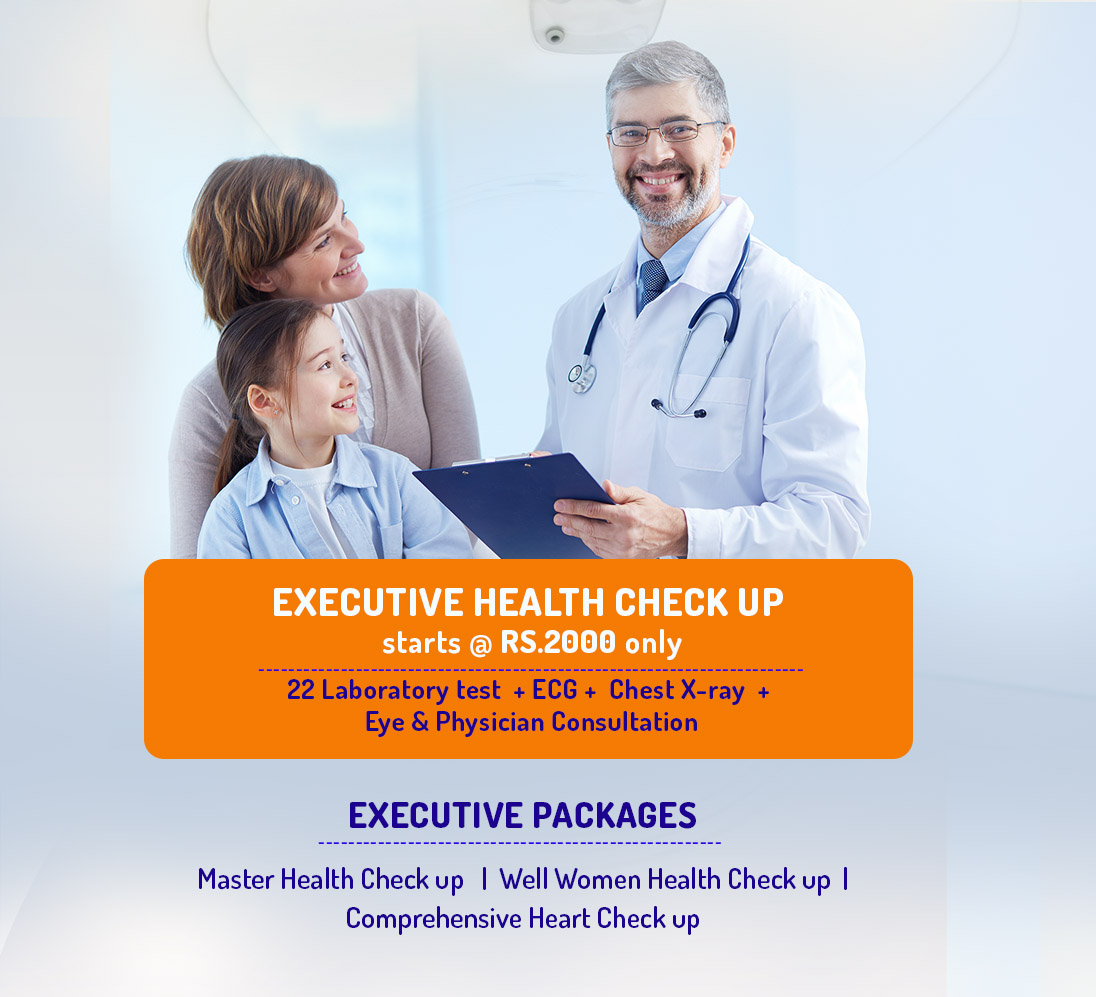 EXECUTIVE HEALTH CHECK UP
starts @ RS.2000 only
22 Laboratory test + ECG + Chest X-ray +
Eye & Physician Consultation
EXECUTIVE PACKAGES
Master Health Check up | Well Women Health Check up |
Comprehensive Heart Check up